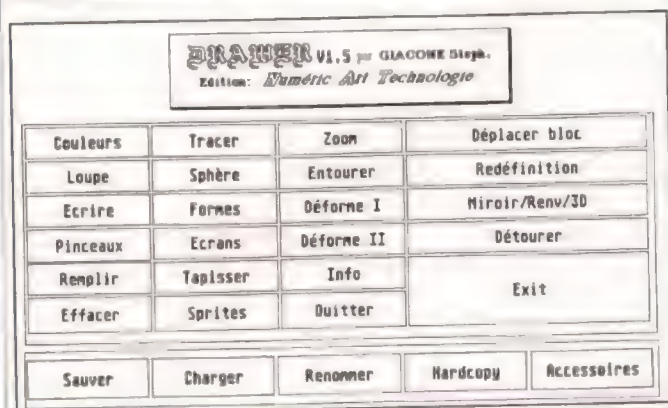 DRAWER V1.5 par GIACONE Steph.
Edition: Numéric Art Technologie
Couleurs Tracer Zoom Déplacer bloc
Loupe Sphère Entourer Redéfinition
Ecrire Formes Déforme I Miroir/Renv/3D
Pinceaux Ecrans Déforme II Détourer
Remplir Tapisser Info Exit
Effacer Sprites Quitter
Sauver Charger Renommer Hardcopy Accessoires